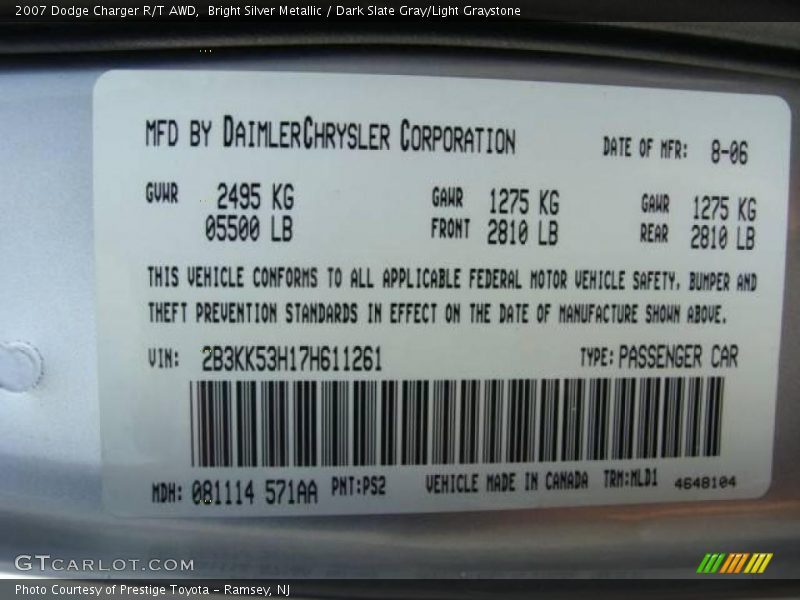 2007 Dodge Charger R/T AWD,  Bright Silver Metallic / Dark Slate Gray/Light Graystone
MFD BY DAIMLERCHRYSLER CORPORATION
DATE OF MFR: 8-06
GVWR 2495 KG
05500 LB
GAWR 1275 KG
FRONT 2810 LB
GAWR 1275 KG
REAR 2810 LB
THIS VEHICLE CONFORMS TO ALL APPLICABLE FEDERAL MOTOR VEHICLE SAFETY, BUMPER AND
THEFT PREVENTION STANDARDS IN EFFECT ON THE DATE OF MANUFACTURE SHOWN ABOVE.
VIN: 2B3KK53H17H611261 TYPE: PASSENGER CAR
MDH: 081114 571AA PNT:PS2 VEHICLE MADE IN CANADA TRM:MLD1 4648104
GTCARLOT.COM
Photo Courtesy of Prestige Toyota - Ramsey, NJ